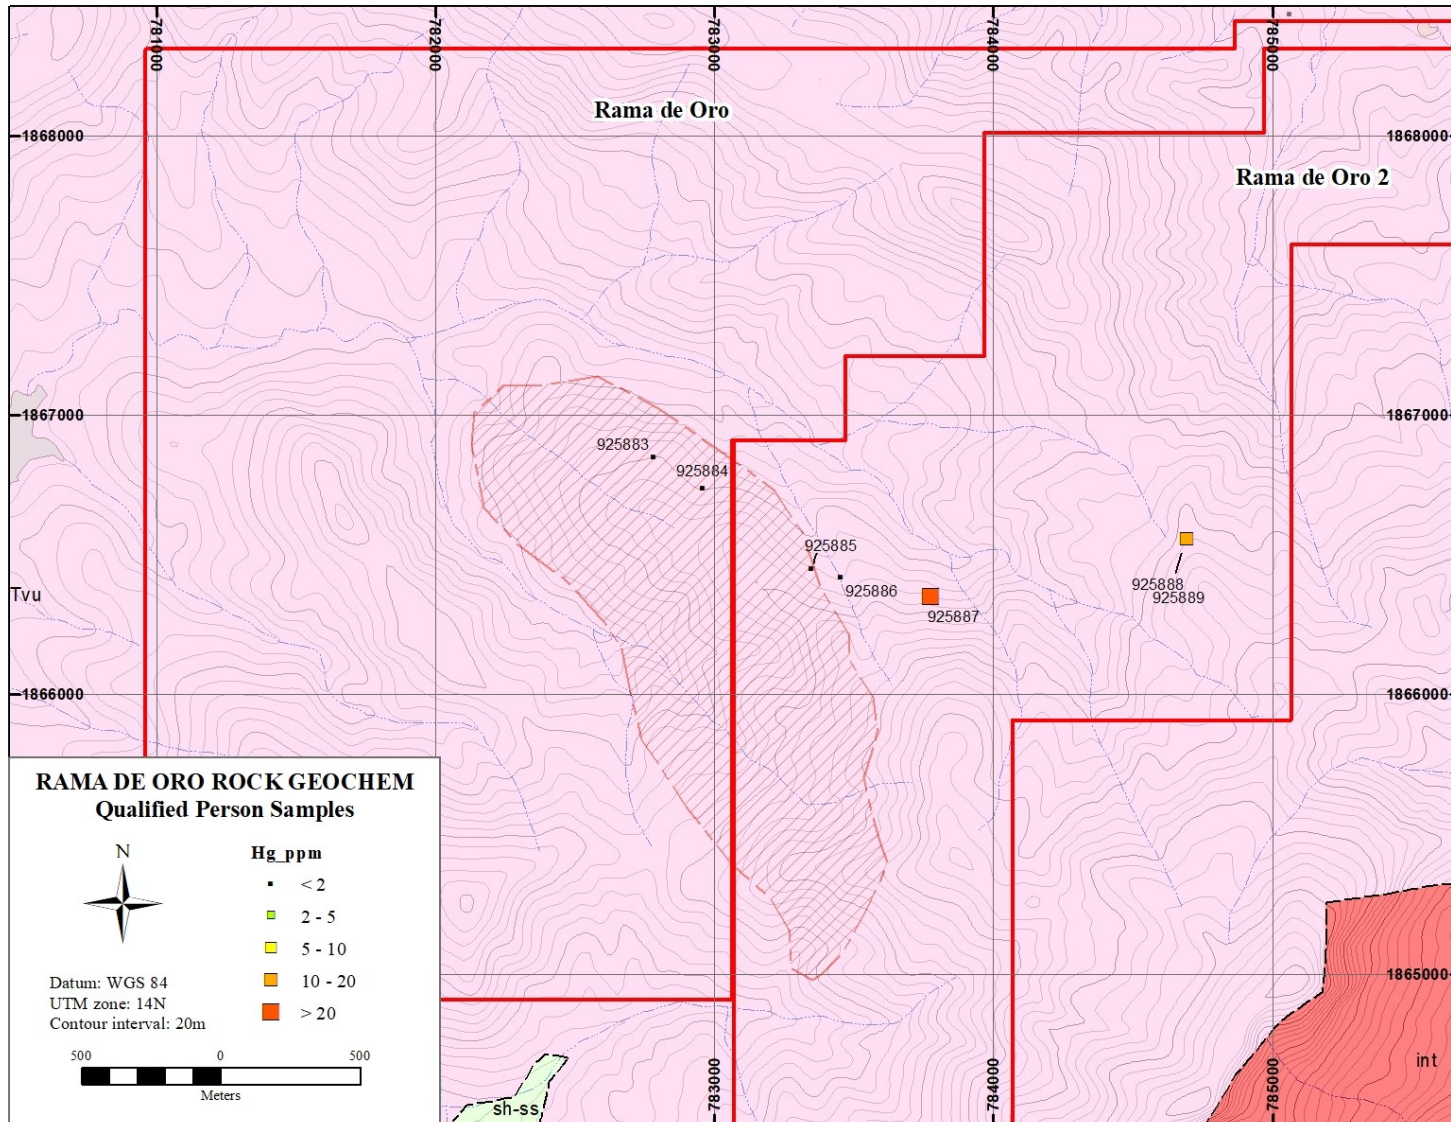 781000
782000
783000
784000
785000
Rama de Oro
1868000
1868000
Rama de Oro 2
1867000
1867000
925883
925884
925885
925886
925887
925888
925889
Tvu
1866000
1866000
RAMA DE ORO ROCK GEOCHEM
Qualified Person Samples
N
Hg_ppm
< 2
2 - 5
5 - 10
10 - 20
> 20
Datum: WGS 84
UTM zone: 14N
Contour interval: 20m
500 0 500
Meters
1865000
int
sh-ss
783000
784000
785000